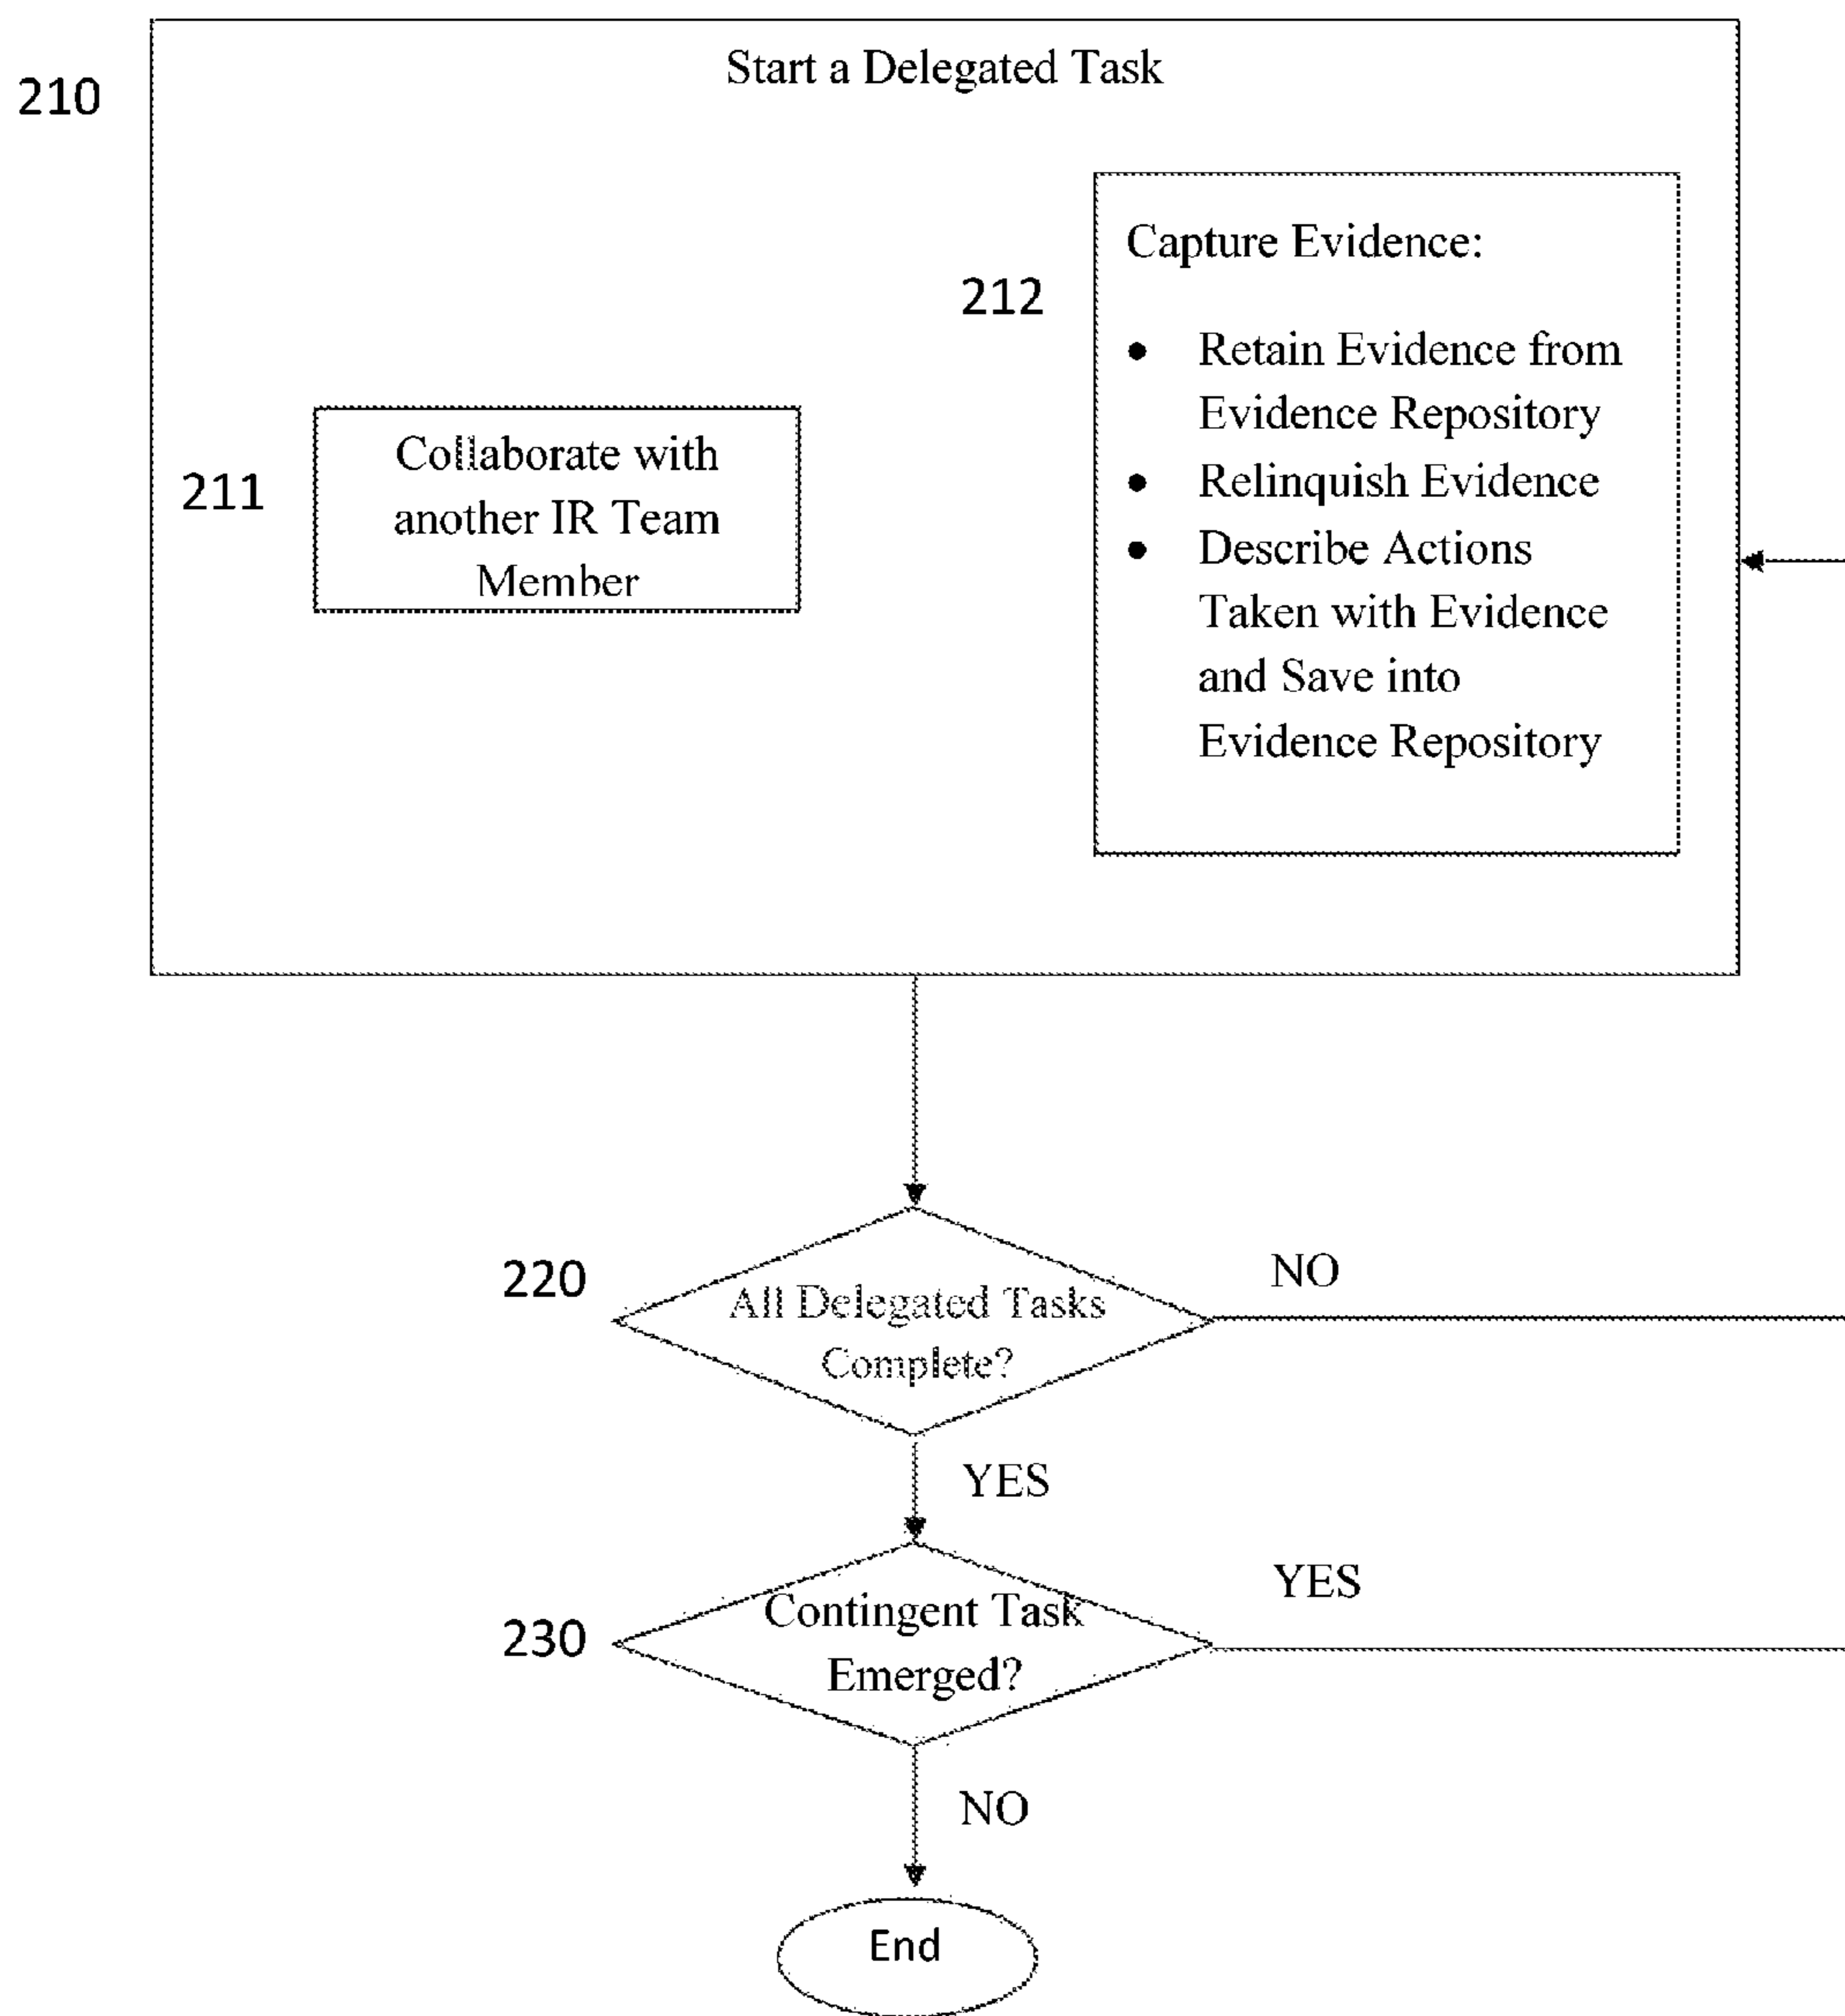 Start a Delegated Task
210
Capture Evidence:
212
• Retain Evidence from
Evidence Repository
• Relinquish Evidence
• Describe Actions
Taken with Evidence
and Save into
Evidence Repository
211
Collaborate with
another IR Team
Member
220
All Delegated Tasks
Complete?
NO
YES
230
Contingent Task
Emerged?
YES
NO
End